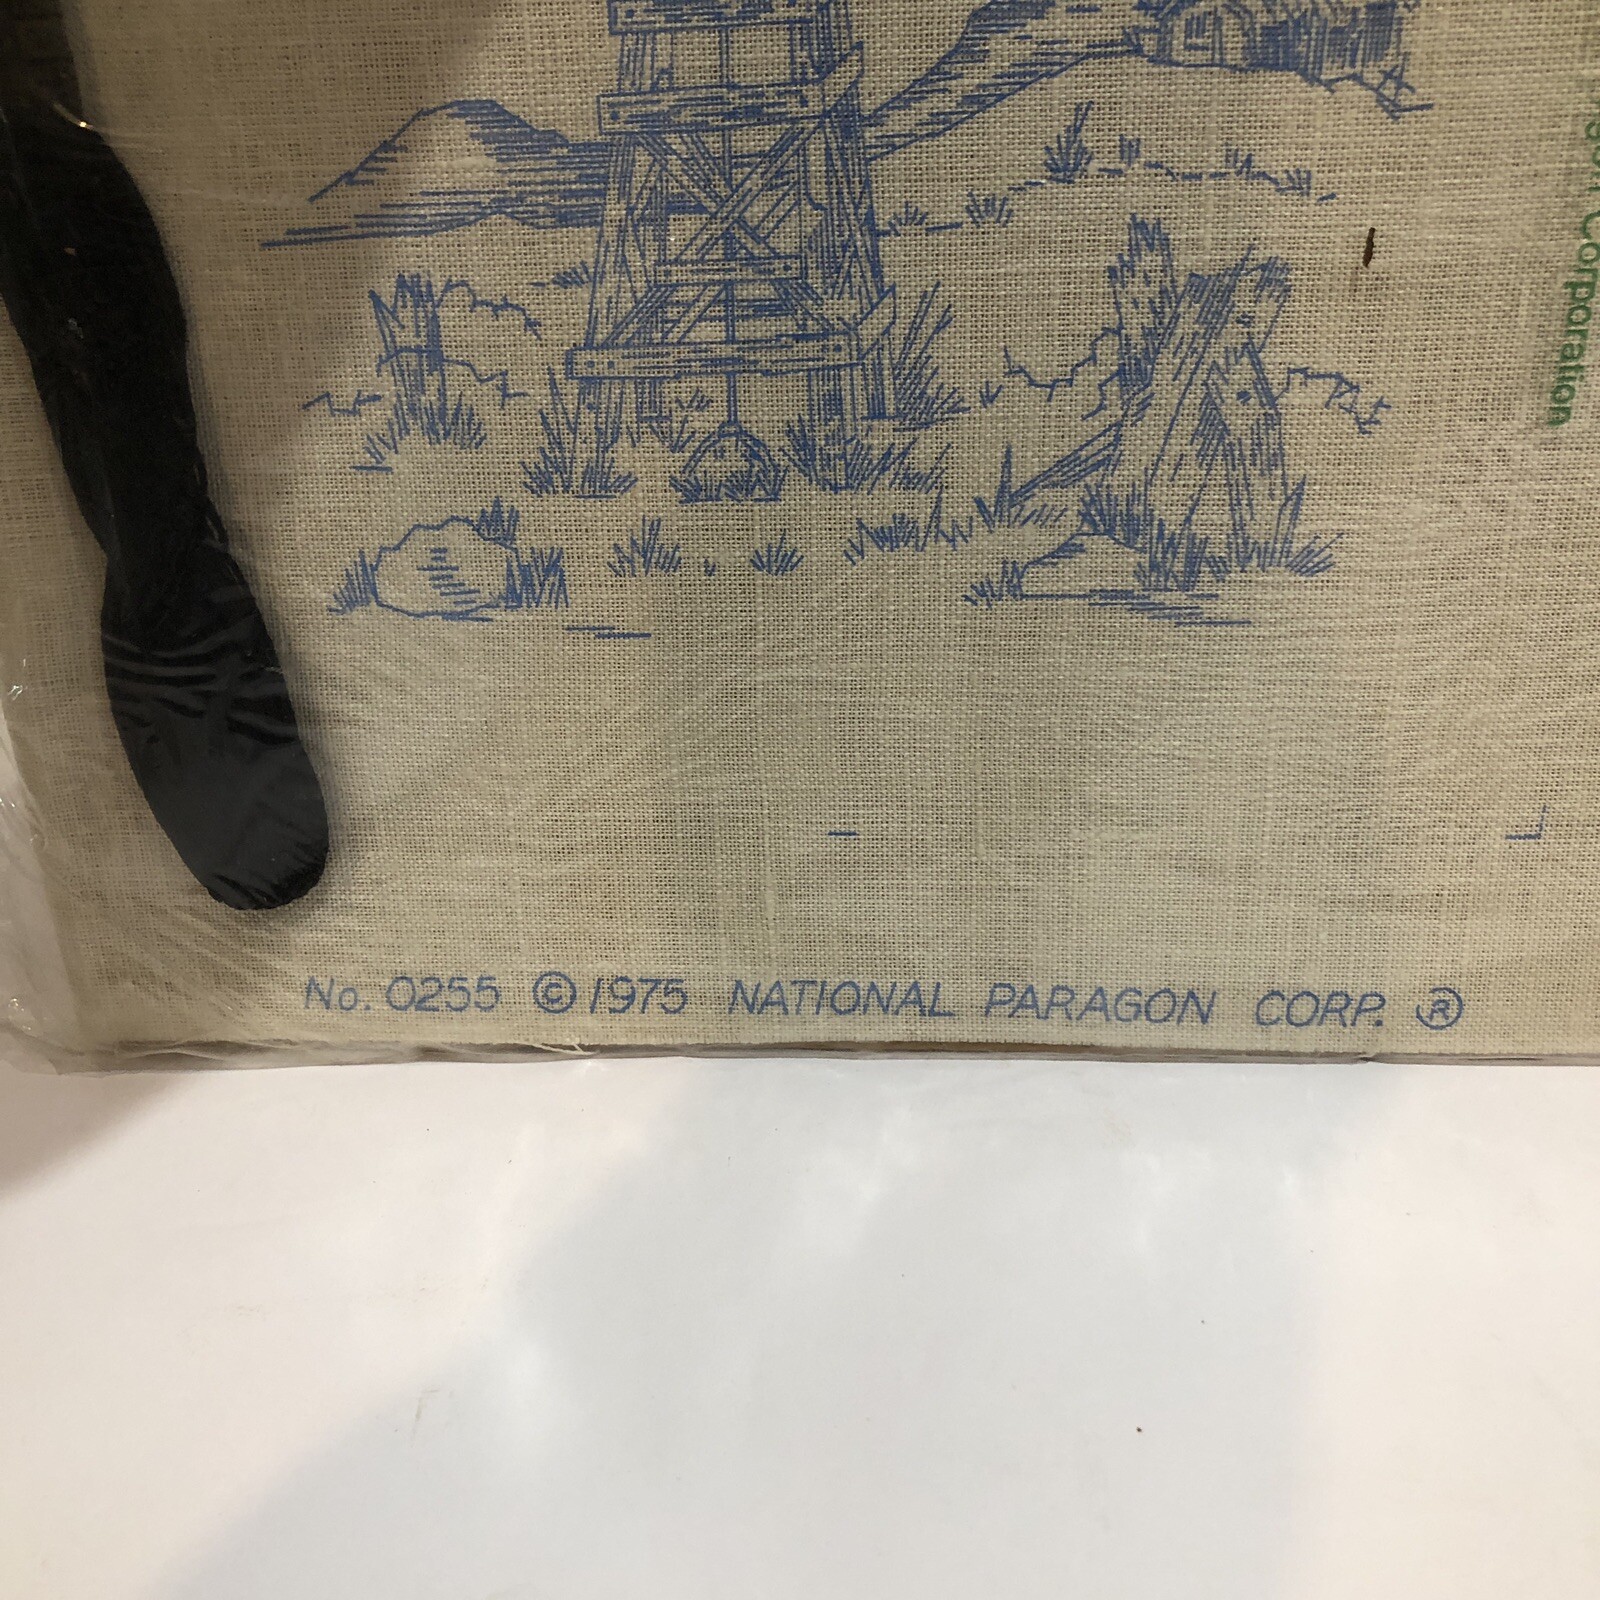 Corporation
No. 0255 © 1975 NATIONAL PARAGON CORP. ®